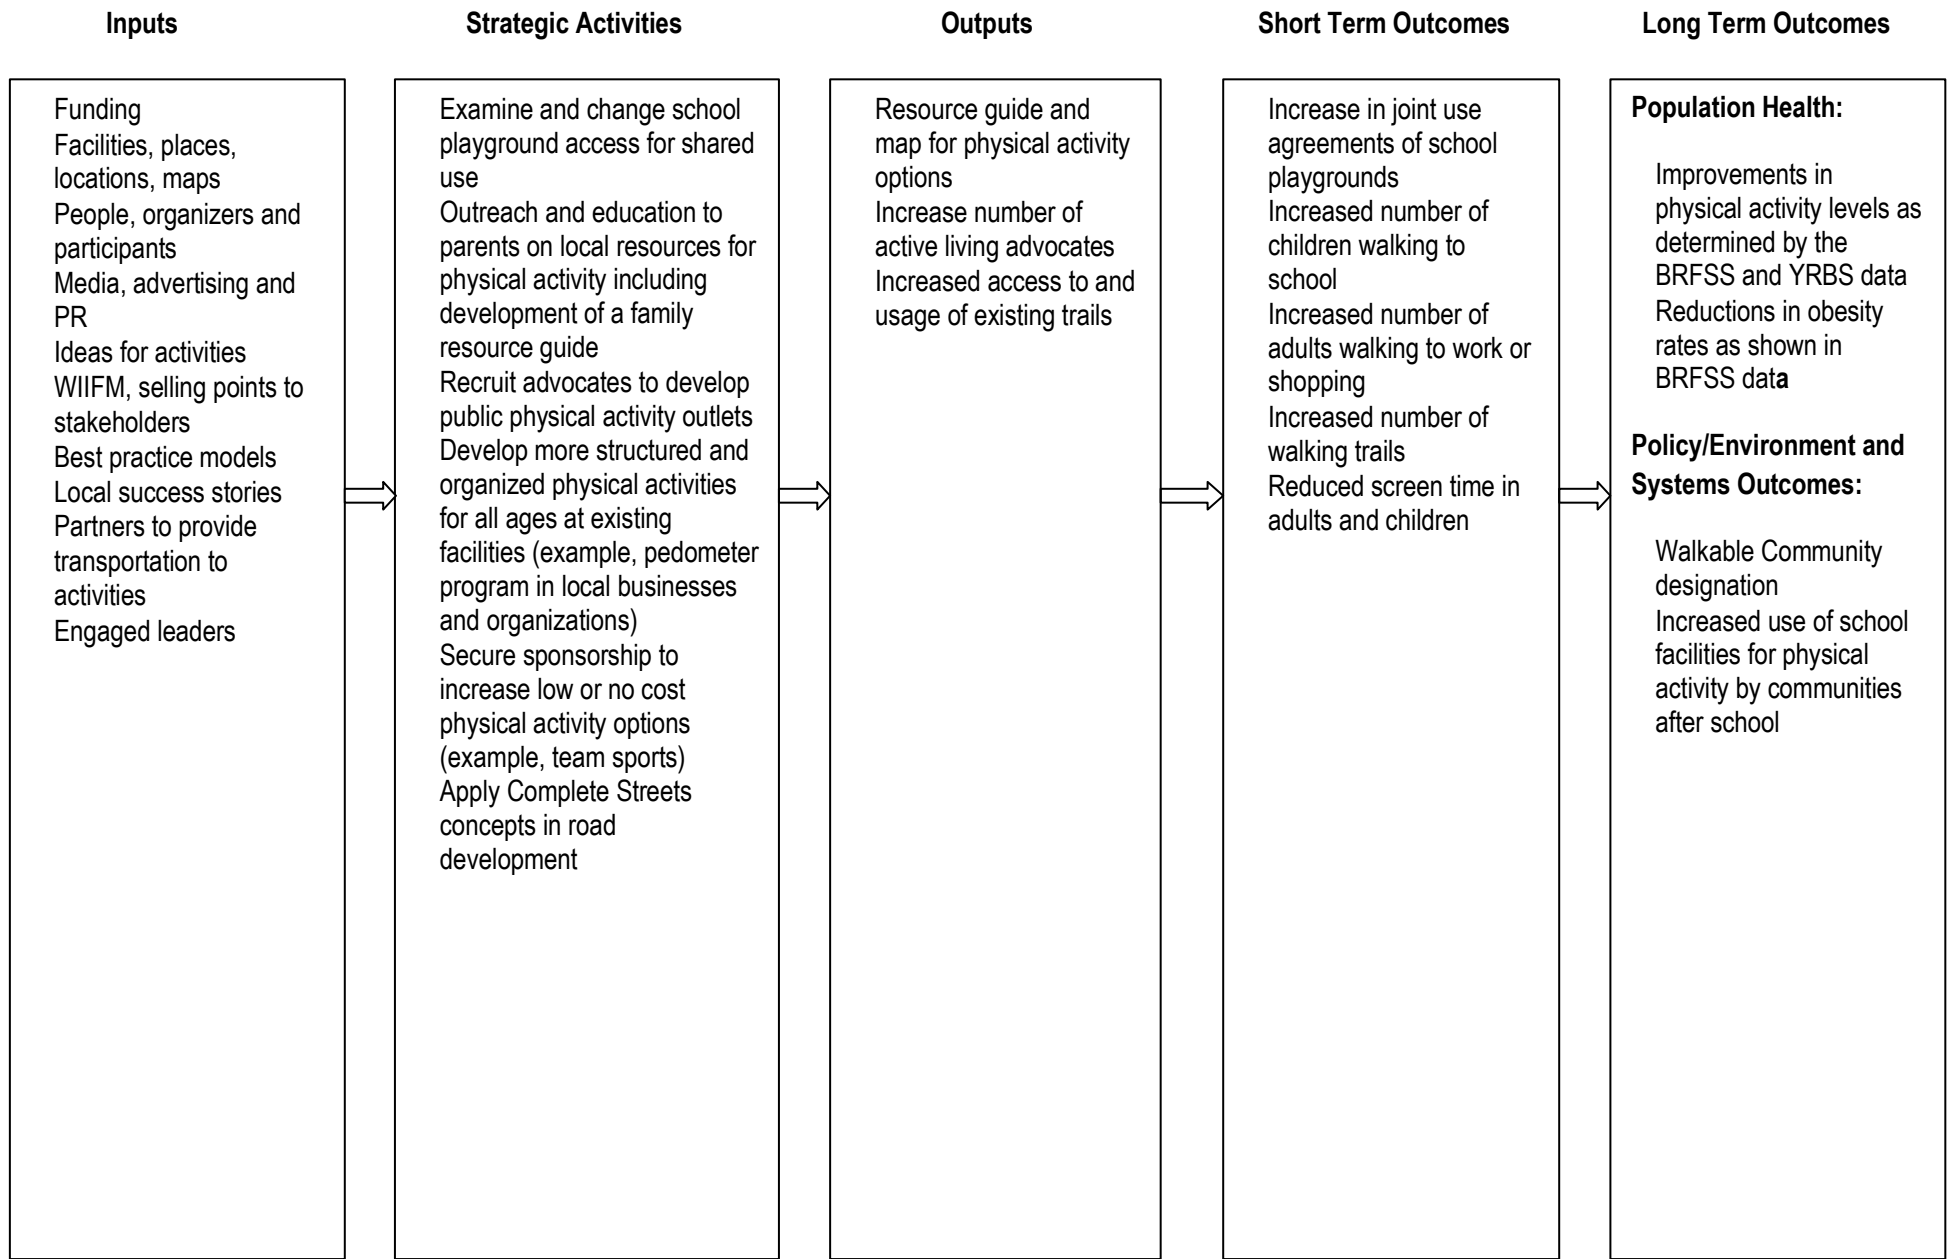 Inputs
Strategic Activities
Outputs
Short Term Outcomes
Long Term Outcomes
Funding
Facilities, places,
locations, maps
People, organizers and
participants
Media, advertising and
PR
Ideas for activities
WIIFM, selling points to
stakeholders
Best practice models
Local success stories
Partners to provide
transportation to
activities
Engaged leaders
Examine and change school
playground access for shared
use
Outreach and education to
parents on local resources for
physical activity including
development of a family
resource guide
Recruit advocates to develop
public physical activity outlets
Develop more structured and
organized physical activities
for all ages at existing
facilities (example, pedometer
program in local businesses
and organizations)
Secure sponsorship to
increase low or no cost
physical activity options
(example, team sports)
Apply Complete Streets
concepts in road
development
Resource guide and
map for physical activity
options
Increase number of
active living advocates
Increased access to and
usage of existing trails
Increase in joint use
agreements of school
playgrounds
Increased number of
children walking to
school
Increased number of
adults walking to work or
shopping
Increased number of
walking trails
Reduced screen time in
adults and children
Population Health:
Improvements in
physical activity levels as
determined by the
BRFSS and YRBS data
Reductions in obesity
rates as shown in
BRFSS data
Policy/Environment and
Systems Outcomes:
Walkable Community
designation
Increased use of school
facilities for physical
activity by communities
after school